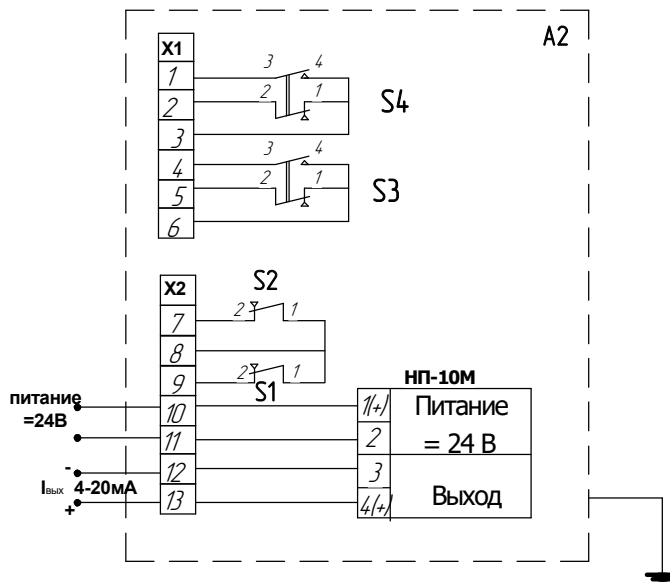 A2
X1
1
2
3
4
5
6
3 4
2 1
S4
3 4
2 1
S3
X2
7
8
9
10
11
12
13
S2
2 1
2 1
S1
НП-10М
1(+)
2
3
4(+)
Питание
= 24 В
Выход
питание
=24В
-
Iвых 4-20мА
+